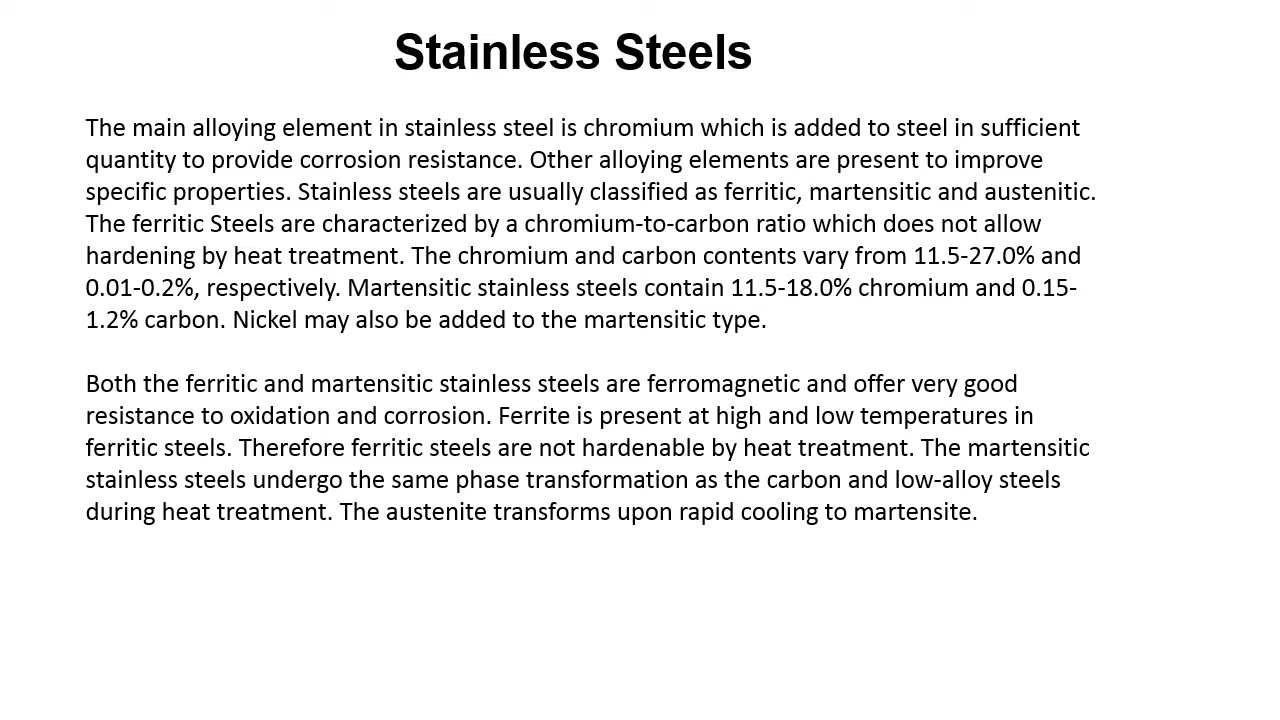 Stainless Steels
The main alloying element in stainless steel is chromium which is added to steel in sufficient
quantity to provide corrosion resistance. Other alloying elements are present to improve
specific properties. Stainless steels are usually classified as ferritic, martensitic and austenitic.
The ferritic Steels are characterized by a chromium-to-carbon ratio which does not allow
hardening by heat treatment. The chromium and carbon contents vary from 11.5-27.0% and
0.01-0.2%, respectively. Martensitic stainless steels contain 11.5-18.0% chromium and 0.15-
1.2% carbon. Nickel may also be added to the martensitic type.
Both the ferritic and martensitic stainless steels are ferromagnetic and offer very good
resistance to oxidation and corrosion. Ferrite is present at high and low temperatures in
ferritic steels. Therefore ferritic steels are not hardenable by heat treatment. The martensitic
stainless steels undergo the same phase transformation as the carbon and low-alloy steels
during heat treatment. The austenite transforms upon rapid cooling to martensite.